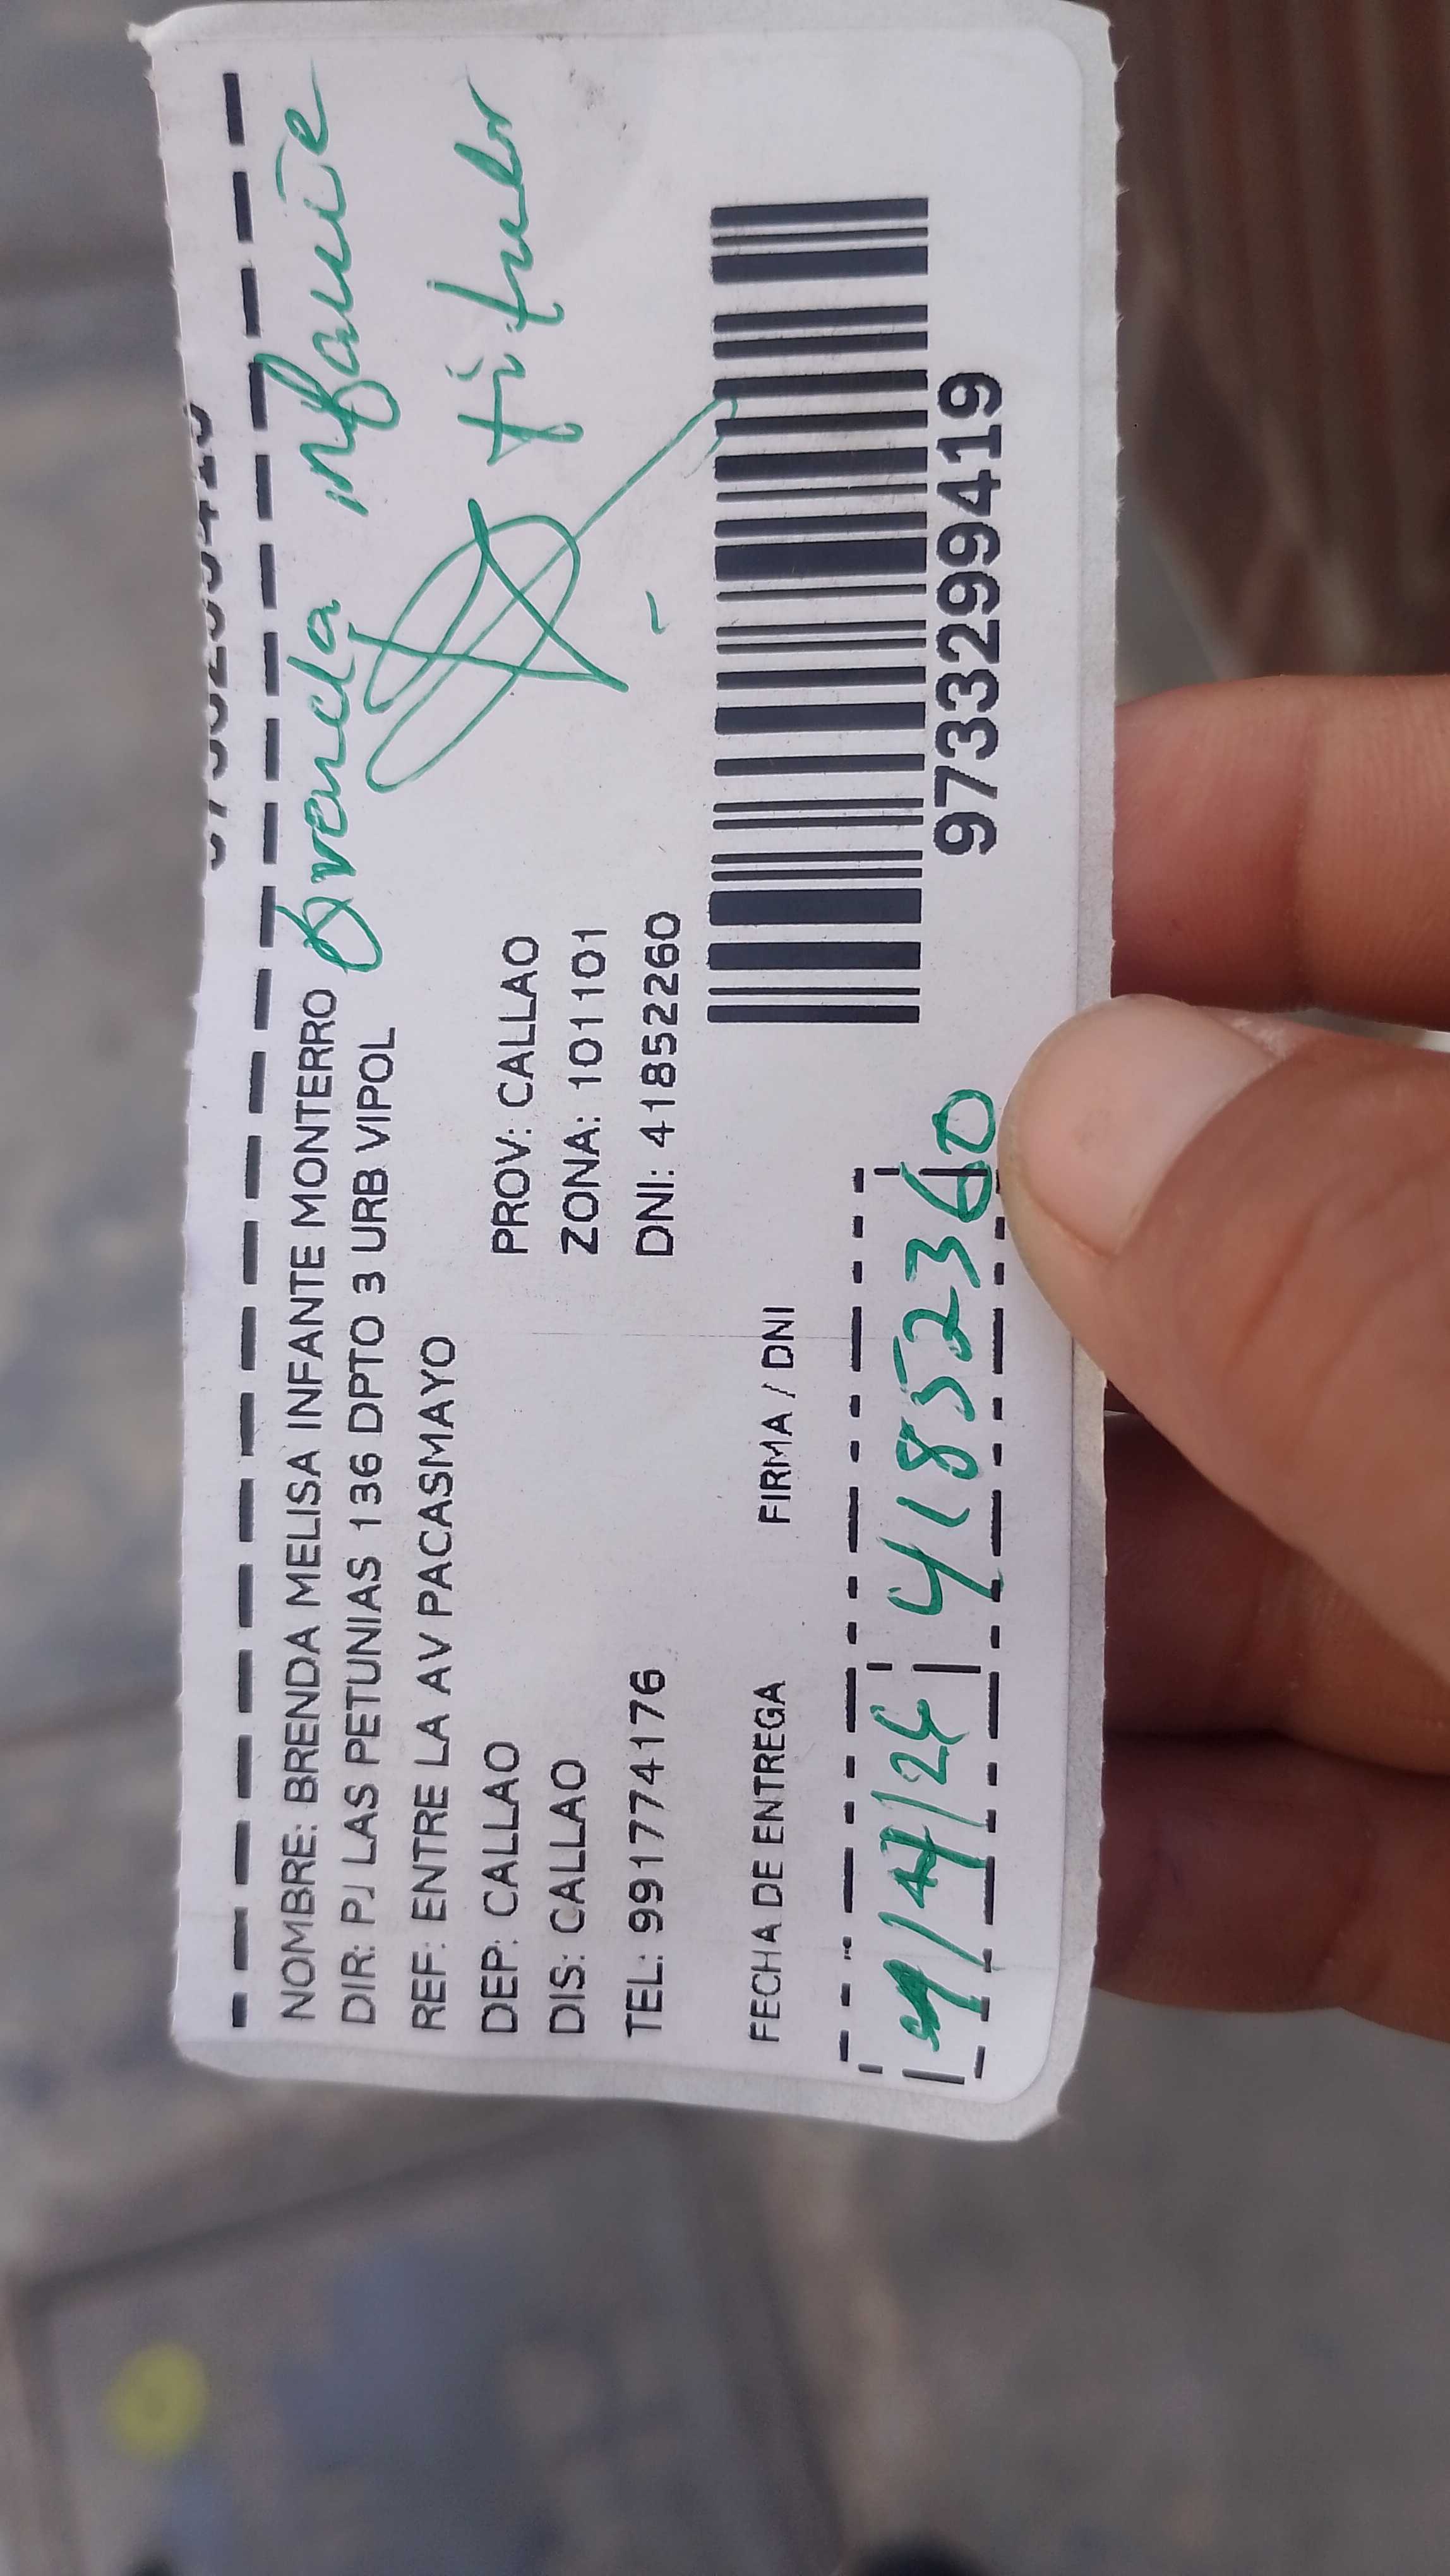 NOMBRE: BRENDA MELISA INFANTE MONTERRO
Brenda infante
DIR: PJ LAS PETUNIAS 136 DPTO 3 URB VIPOL
REF: ENTRE LA AV PACASMAYO
titular
DEP: CALLAO PROV: CALLAO
DIS: CALLAO ZONA: 101101
TEL: 991774176 DNI: 41852260
FECHA DE ENTREGA FIRMA / DNI
41852360
973329419